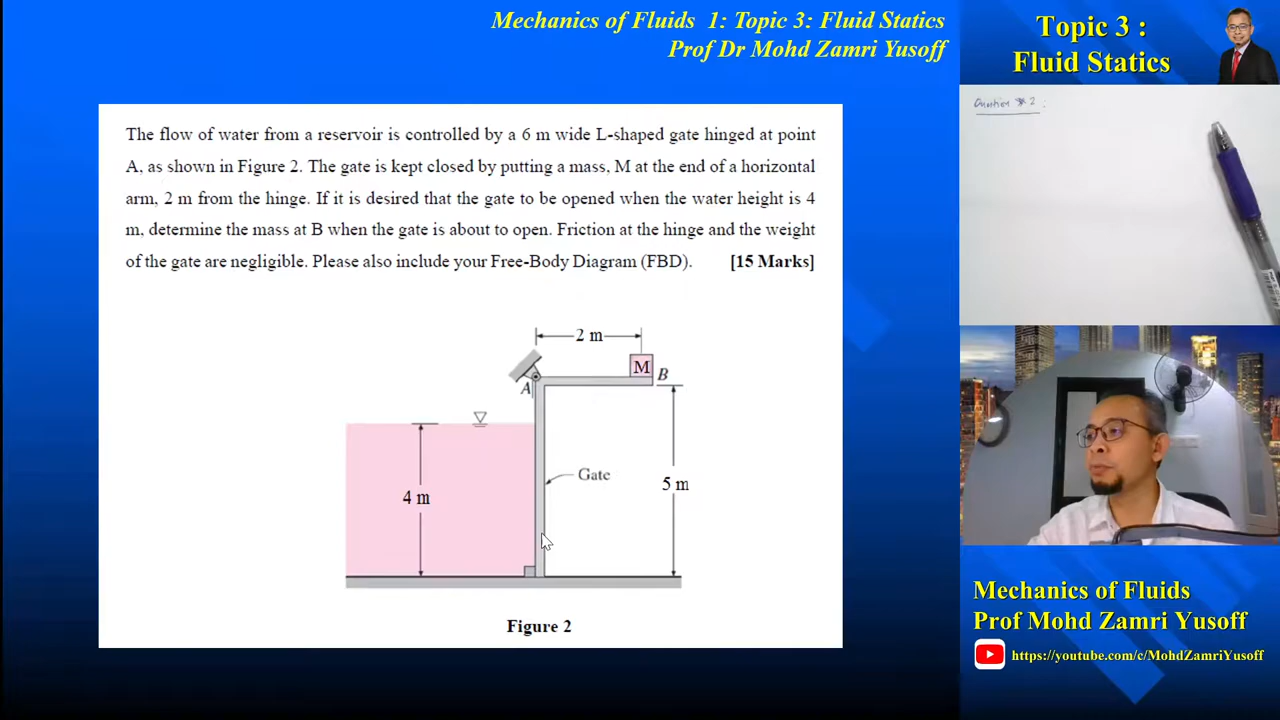 Mechanics of Fluids 1: Topic 3: Fluid Statics
Prof Dr Mohd Zamri Yusoff
Topic 3 :
Fluid Statics
Question # 2 :
The flow of water from a reservoir is controlled by a 6 m wide L-shaped gate hinged at point
A, as shown in Figure 2. The gate is kept closed by putting a mass, M at the end of a horizontal
arm, 2 m from the hinge. If it is desired that the gate to be opened when the water height is 4
m, determine the mass at B when the gate is about to open. Friction at the hinge and the weight
of the gate are negligible. Please also include your Free-Body Diagram (FBD). [15 Marks]
2 m
M
B
A
Gate
4 m
5 m
Figure 2
Mechanics of Fluids
Prof Mohd Zamri Yusoff
https://youtube.com/c/MohdZamriYusoff